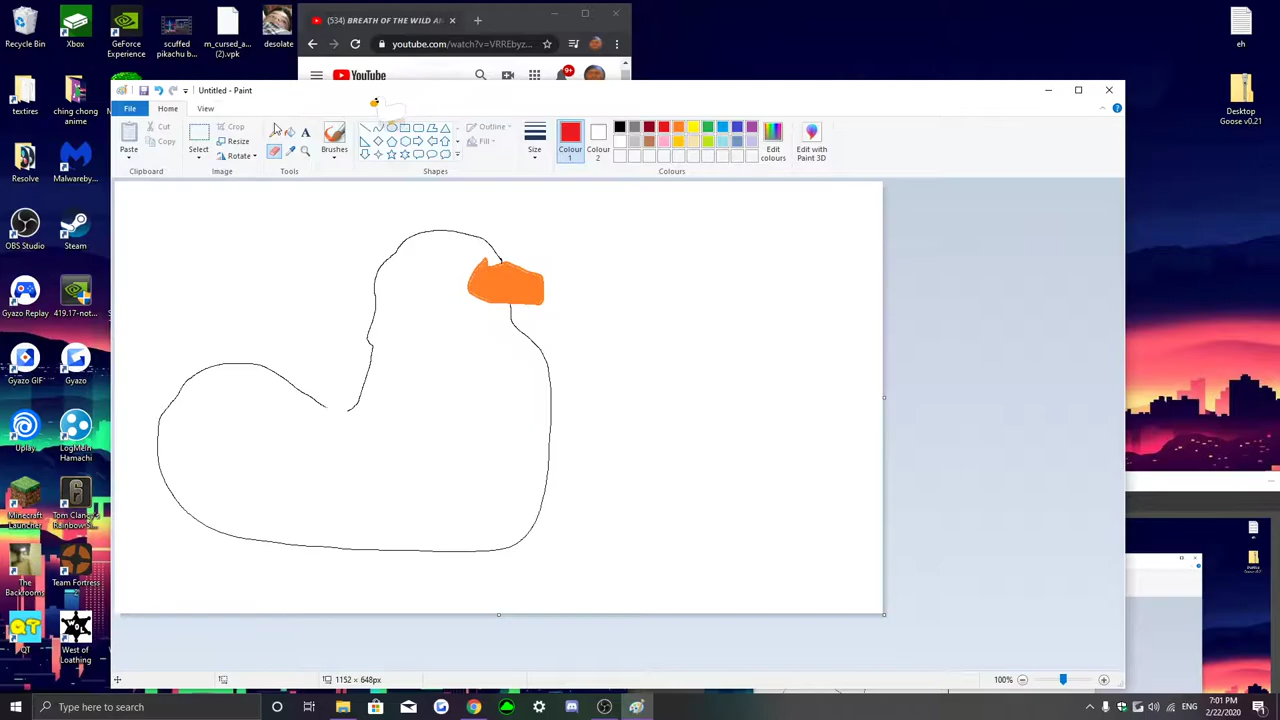 (534) BREATH OF THE WILD AN
youtube.com/watch?v=VRREbyz...
YouTube
9+
Recycle Bin
Xbox
GeForce Experience
scuffed pikachu b...
m_cursed_a... (2).vpk
desolate
eh
Desktop Goose v0.21
textires
ching chong anime
Resolve
Malwareby...
OBS Studio
Steam
Gyazo Replay
419.17-not...
Gyazo GIF
Gyazo
Uplay
LogMeIn Hamachi
Minecraft Launcher
Tom Clancy's Rainbow Si...
The Backrooms
Team Fortress 2
QT
West of Loathing
Untitled - Paint
File
Home
View
Paste
Cut
Copy
Clipboard
Select
Crop
Resize
Rotate
Image
A
Tools
Brushes
Outline
Fill
Shapes
Size
Colour 1
Colour 2
Edit colours
Edit with Paint 3D
Colours
1152 × 648px
100%
Type here to search
ENG
7:01 PM
2/22/2020